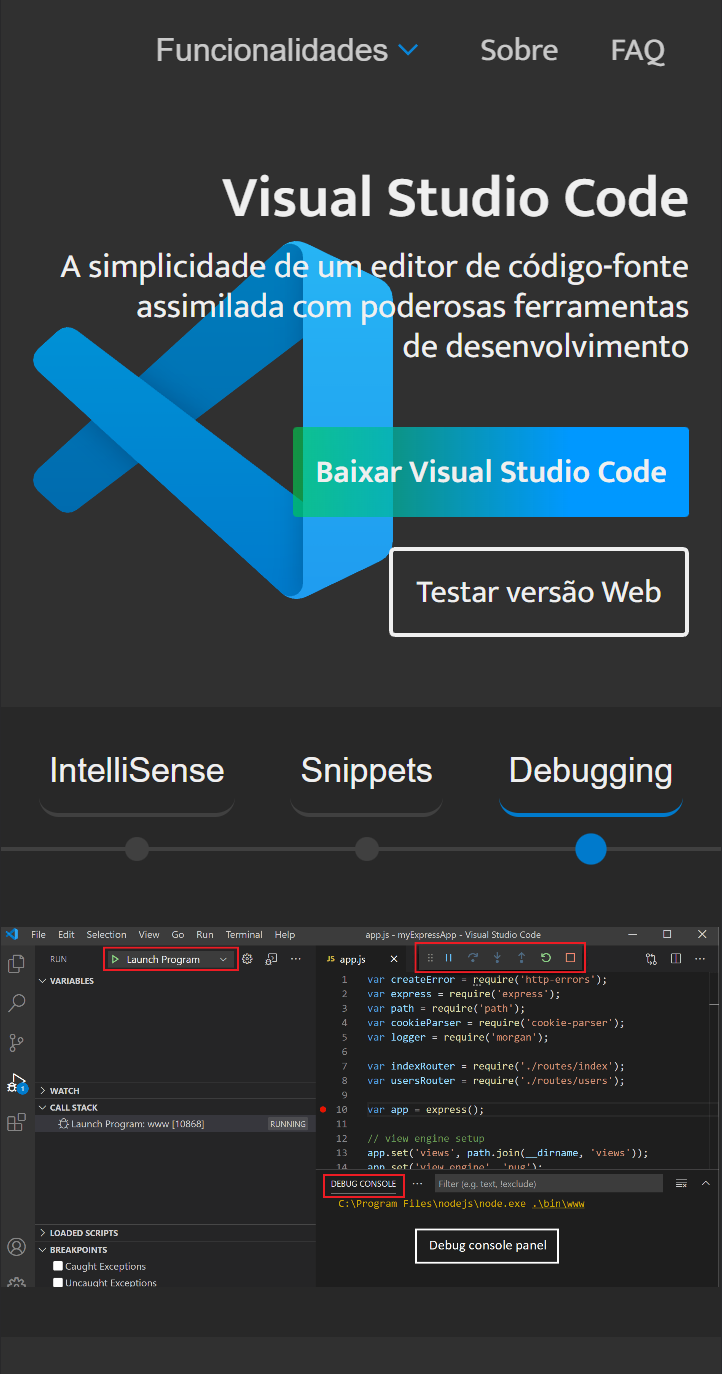 Funcionalidades Sobre FAQ
Visual Studio Code
A simplicidade de um editor de código-fonte
assimilada com poderosas ferramentas
de desenvolvimento
Baixar Visual Studio Code
Testar versão Web
IntelliSense Snippets Debugging
File Edit Selection View Go Run Terminal Help app.js - myExpressApp - Visual Studio Code
RUN Launch Program
VARIABLES
WATCH
CALL STACK
Launch Program: www [10868] RUNNING
LOADED SCRIPTS
BREAKPOINTS
Caught Exceptions
Uncaught Exceptions
1
JS app.js
1 var createError = require('http-errors');
2 var express = require('express');
3 var path = require('path');
4 var cookieParser = require('cookie-parser');
5 var logger = require('morgan');
6
7 var indexRouter = require('./routes/index');
8 var usersRouter = require('./routes/users');
9
10 var app = express();
11
12 // view engine setup
13 app.set('views', path.join(__dirname, 'views'));
14 app.set('view engine', 'pug');
DEBUG CONSOLE ... Filter (e.g. text, !exclude)
C:\Program Files\nodejs\node.exe .\bin\www
Debug console panel